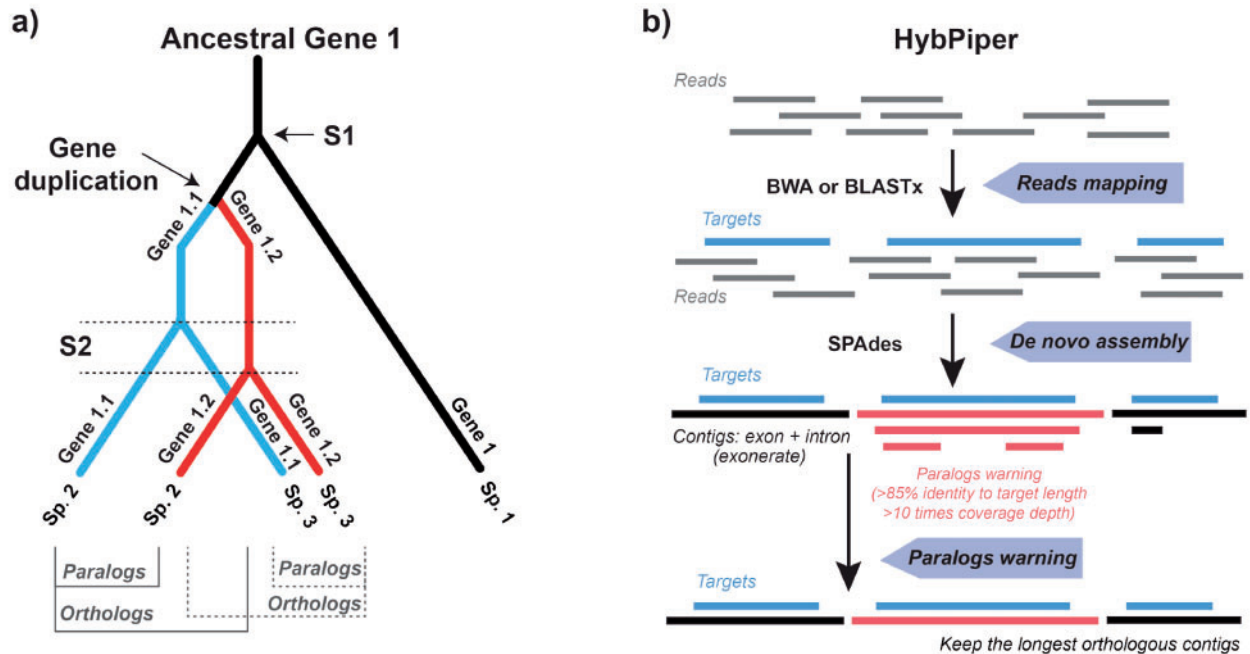 a)
Ancestral Gene 1
S1
Gene
duplication
Gene 1.1
Gene 1.2
S2
Gene 1.1
Gene 1.2
Gene 1.1
Gene 1.2
Gene 1
Sp. 2
Sp. 2
Sp. 3
Sp. 3
Sp. 1
Paralogs
Paralogs
Orthologs
Orthologs
b)
HybPiper
Reads
BWA or BLASTx
Reads mapping
Targets
Reads
SPAdes
De novo assembly
Targets
Contigs: exon + intron
(exonerate)
Paralogs warning
(>85% identity to target length
>10 times coverage depth)
Paralogs warning
Targets
Keep the longest orthologous contigs